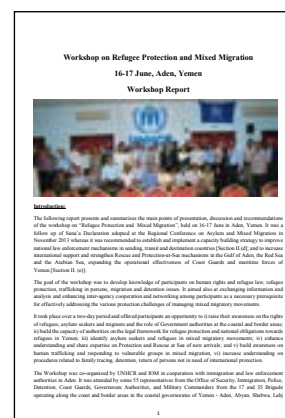 Workshop on Refugee Protection and Mixed Migration
16-17 June, Aden, Yemen
Workshop Report
UNHCR
Introduction:
The following report presents and summarizes the main points of presentation, discussion and recommendations
of the workshop on "Refugee Protection and Mixed Migration", held on 16-17 June in Aden, Yemen. It was a
follow up of Sana'a Declaration adopted at the Regional Conference on Asylum and Mixed Migration in
November 2013 whereas it was recommended to establish and implement a capacity building strategy to improve
national law enforcement mechanisms in sending, transit and destination countries [Section II (d]; and to increase
international support and strengthen Rescue and Protection-at-Sea mechanisms in the Gulf of Aden, the Red Sea
and the Arabian Sea, expanding the operational effectiveness of Coast Guards and maritime forces of
Yemen [Section II. (e)].
The goal of the workshop was to develop knowledge of participants on human rights and refugee law, refugee
protection, trafficking in persons, migration and detention issues. It aimed also at exchanging information and
analysis and enhancing inter-agency cooperation and networking among participants as a necessary prerequisite
for effectively addressing the various protection challenges of managing mixed migratory movements.
It took place over a two-day period and offered participants an opportunity to i) raise their awareness on the rights
of refugees, asylum seekers and migrants and the role of Government authorities at the coastal and border areas;
ii) build the capacity of authorities on the legal framework for refugee protection and national obligations towards
refugees in Yemen; iii) identify asylum seekers and refugees in mixed migratory movements; iv) enhance
understanding and share expertise on Protection and Rescue at Sea of new arrivals; and v) build awareness on
human trafficking and responding to vulnerable groups in mixed migration, vi) increase understanding on
procedures related to family tracing, detention, return of persons not in need of international protection.
The Workshop was co-organized by UNHCR and IOM in cooperation with immigration and law enforcement
authorities in Aden. It was attended by some 55 representatives from the Office of Security, Immigration, Police,
Detention, Coast Guards, Governorate Authorities, and Military Commanders from the 17 and 35 Brigade
operating along the coast and border areas in the coastal governorates of Yemen - Aden, Abyan, Shabwa, Lahj
1